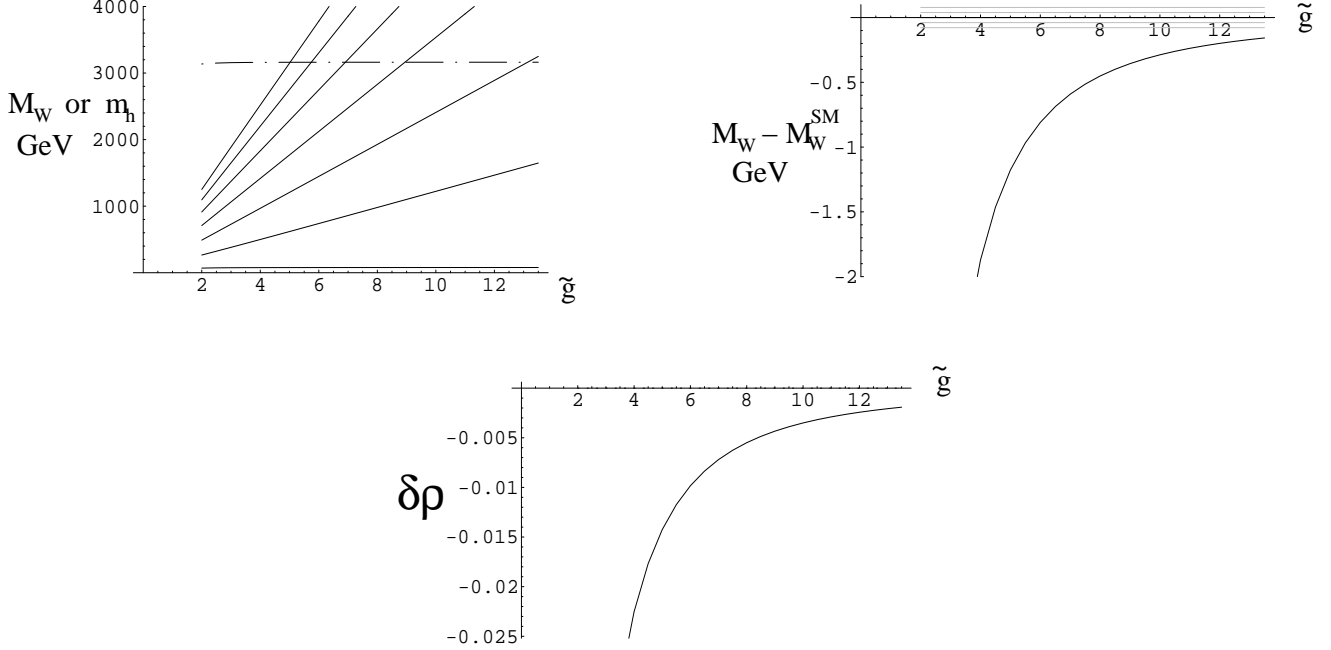 4000
3000
2000
1000
M_W or m_h
GeV
2 4 6 8 10 12
g̃
2 4 6 8 10 12
g̃
-0.5
-1
-1.5
-2
M_W – M_W^SM
GeV
2 4 6 8 10 12
g̃
-0.005
-0.01
-0.015
-0.02
-0.025
δρ